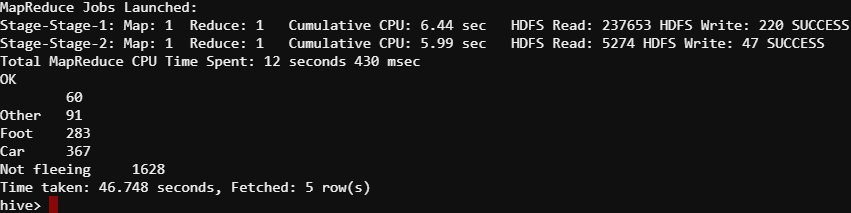 MapReduce Jobs Launched:
Stage-Stage-1: Map: 1  Reduce: 1   Cumulative CPU: 6.44 sec   HDFS Read: 237653 HDFS Write: 220 SUCCESS
Stage-Stage-2: Map: 1  Reduce: 1   Cumulative CPU: 5.99 sec   HDFS Read: 5274 HDFS Write: 47 SUCCESS
Total MapReduce CPU Time Spent: 12 seconds 430 msec
OK
        60
Other   91
Foot    283
Car     367
Not fleeing     1628
Time taken: 46.748 seconds, Fetched: 5 row(s)
hive>